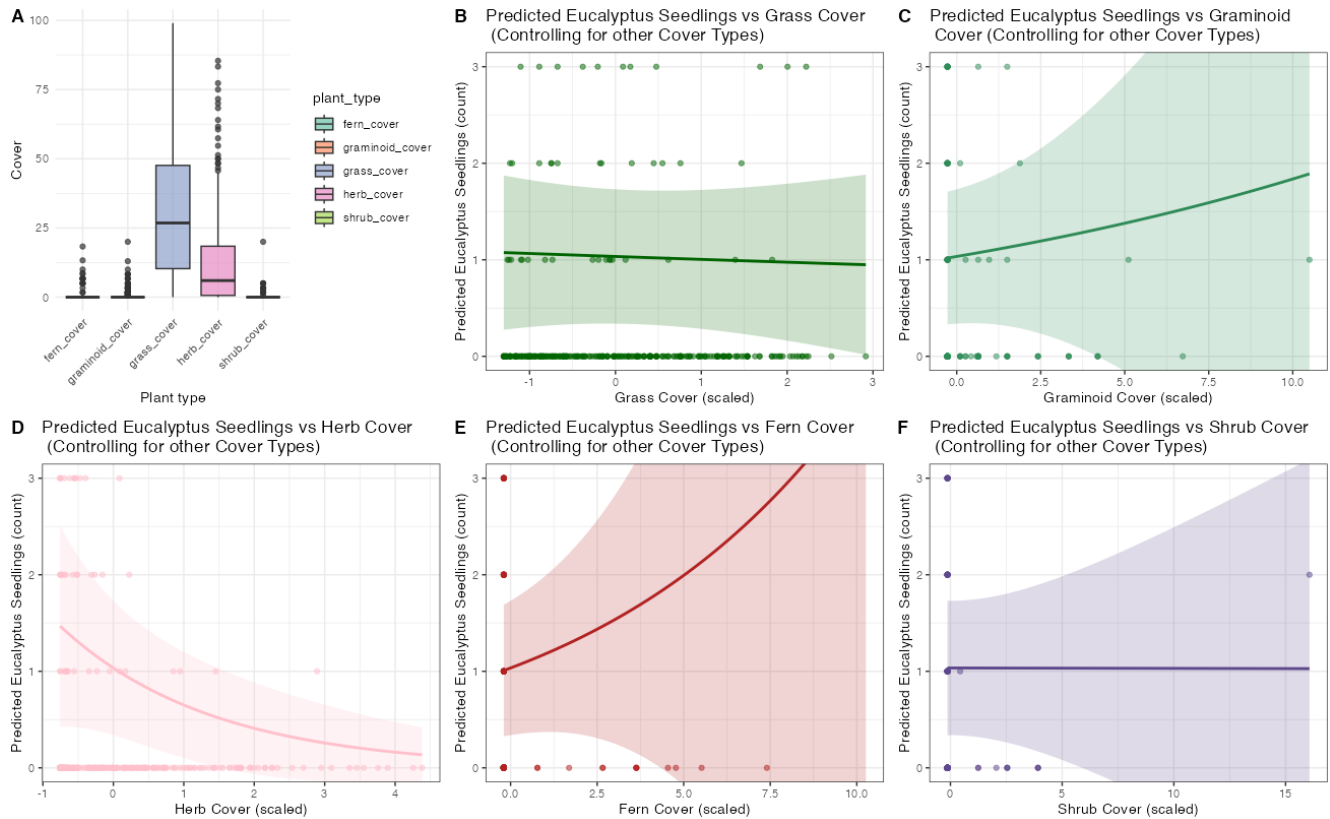 A
100
75
50
25
0
Cover
fern_cover
graminoid_cover
grass_cover
herb_cover
shrub_cover
Plant type
plant_type
fern_cover
graminoid_cover
grass_cover
herb_cover
shrub_cover
B
Predicted Eucalyptus Seedlings vs Grass Cover
(Controlling for other Cover Types)
Predicted Eucalyptus Seedlings (count)
3
2
1
0
-1
0
1
2
3
Grass Cover (scaled)
C
Predicted Eucalyptus Seedlings vs Graminoid
Cover (Controlling for other Cover Types)
Predicted Eucalyptus Seedlings (count)
3
2
1
0
0.0
2.5
5.0
7.5
10.0
Graminoid Cover (scaled)
D
Predicted Eucalyptus Seedlings vs Herb Cover
(Controlling for other Cover Types)
Predicted Eucalyptus Seedlings (count)
3
2
1
0
-1
0
1
2
3
4
Herb Cover (scaled)
E
Predicted Eucalyptus Seedlings vs Fern Cover
(Controlling for other Cover Types)
Predicted Eucalyptus Seedlings (count)
3
2
1
0
0.0
2.5
5.0
7.5
10.0
Fern Cover (scaled)
F
Predicted Eucalyptus Seedlings vs Shrub Cover
(Controlling for other Cover Types)
Predicted Eucalyptus Seedlings (count)
3
2
1
0
0
5
10
15
Shrub Cover (scaled)